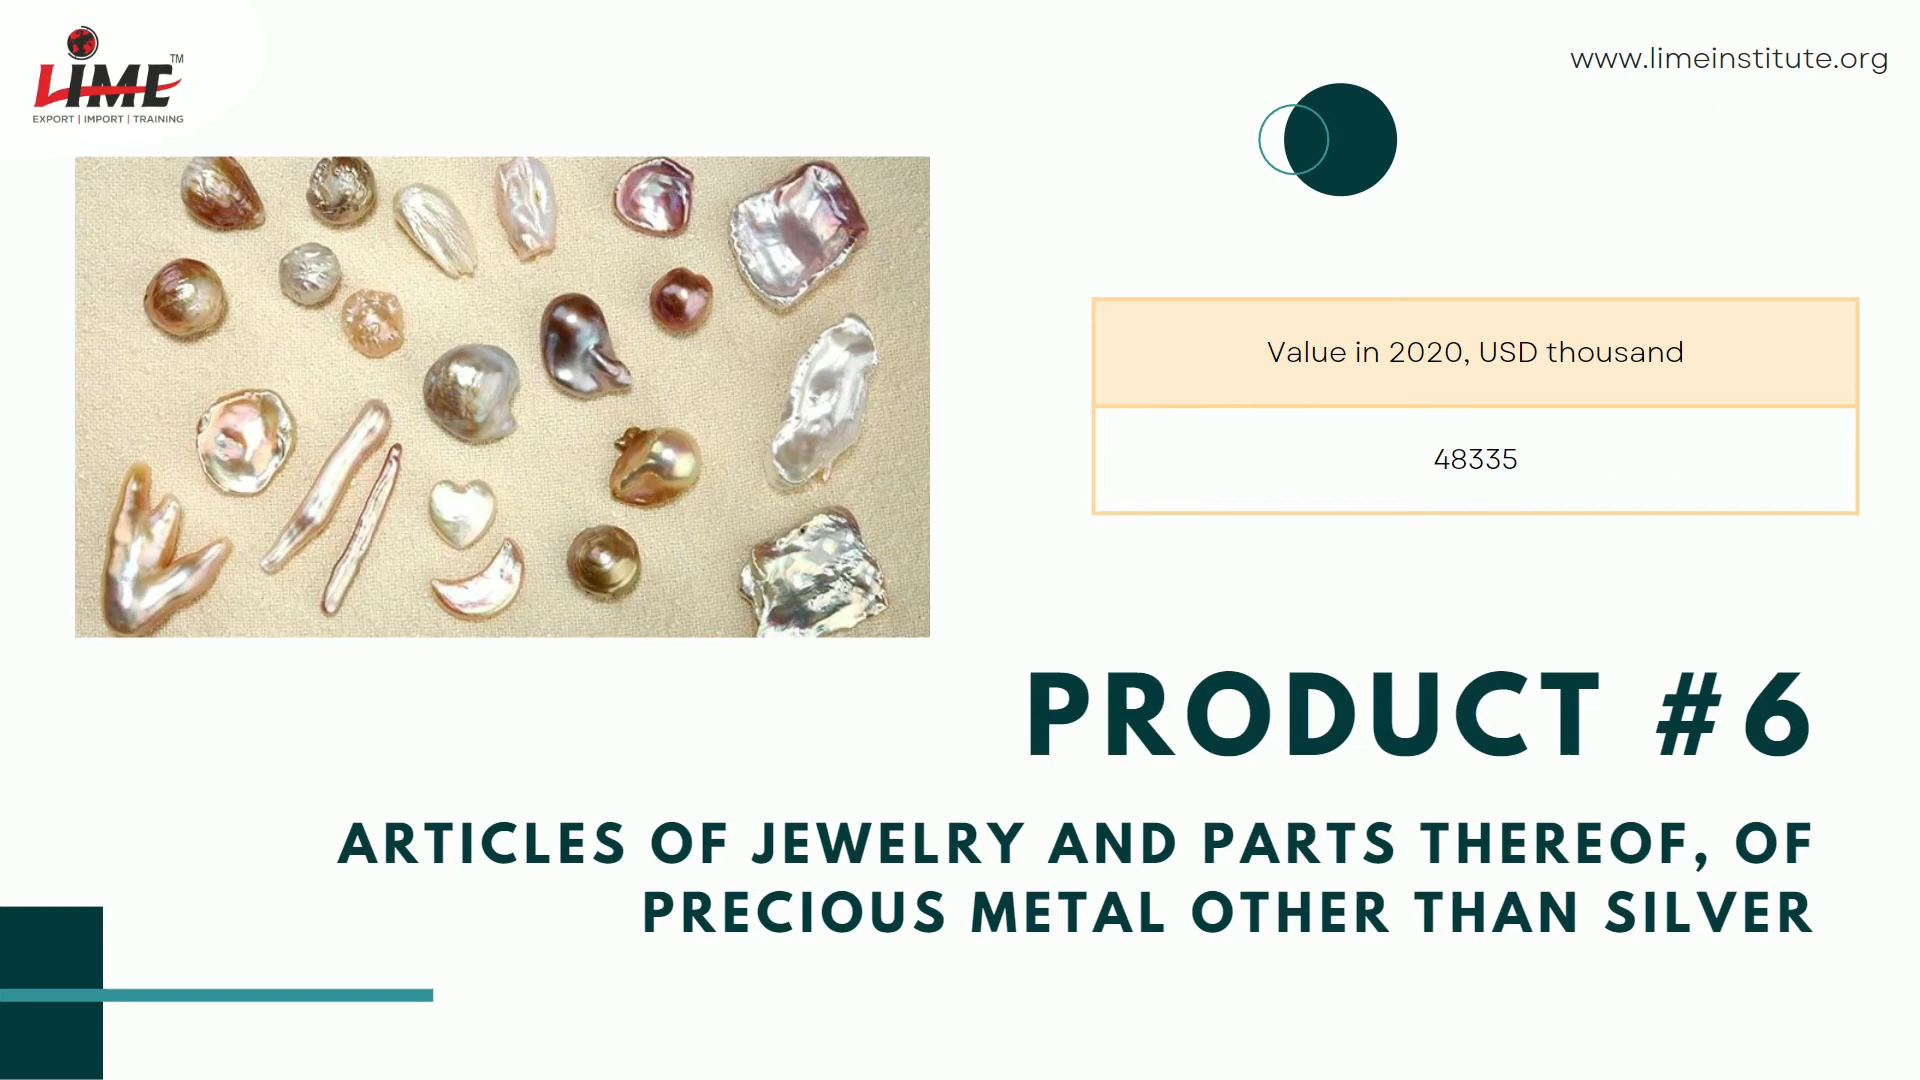 LIME TM
EXPORT | IMPORT | TRAINING
www.limeinstitute.org
Value in 2020, USD thousand
48335
PRODUCT #6
ARTICLES OF JEWELRY AND PARTS THEREOF, OF
PRECIOUS METAL OTHER THAN SILVER